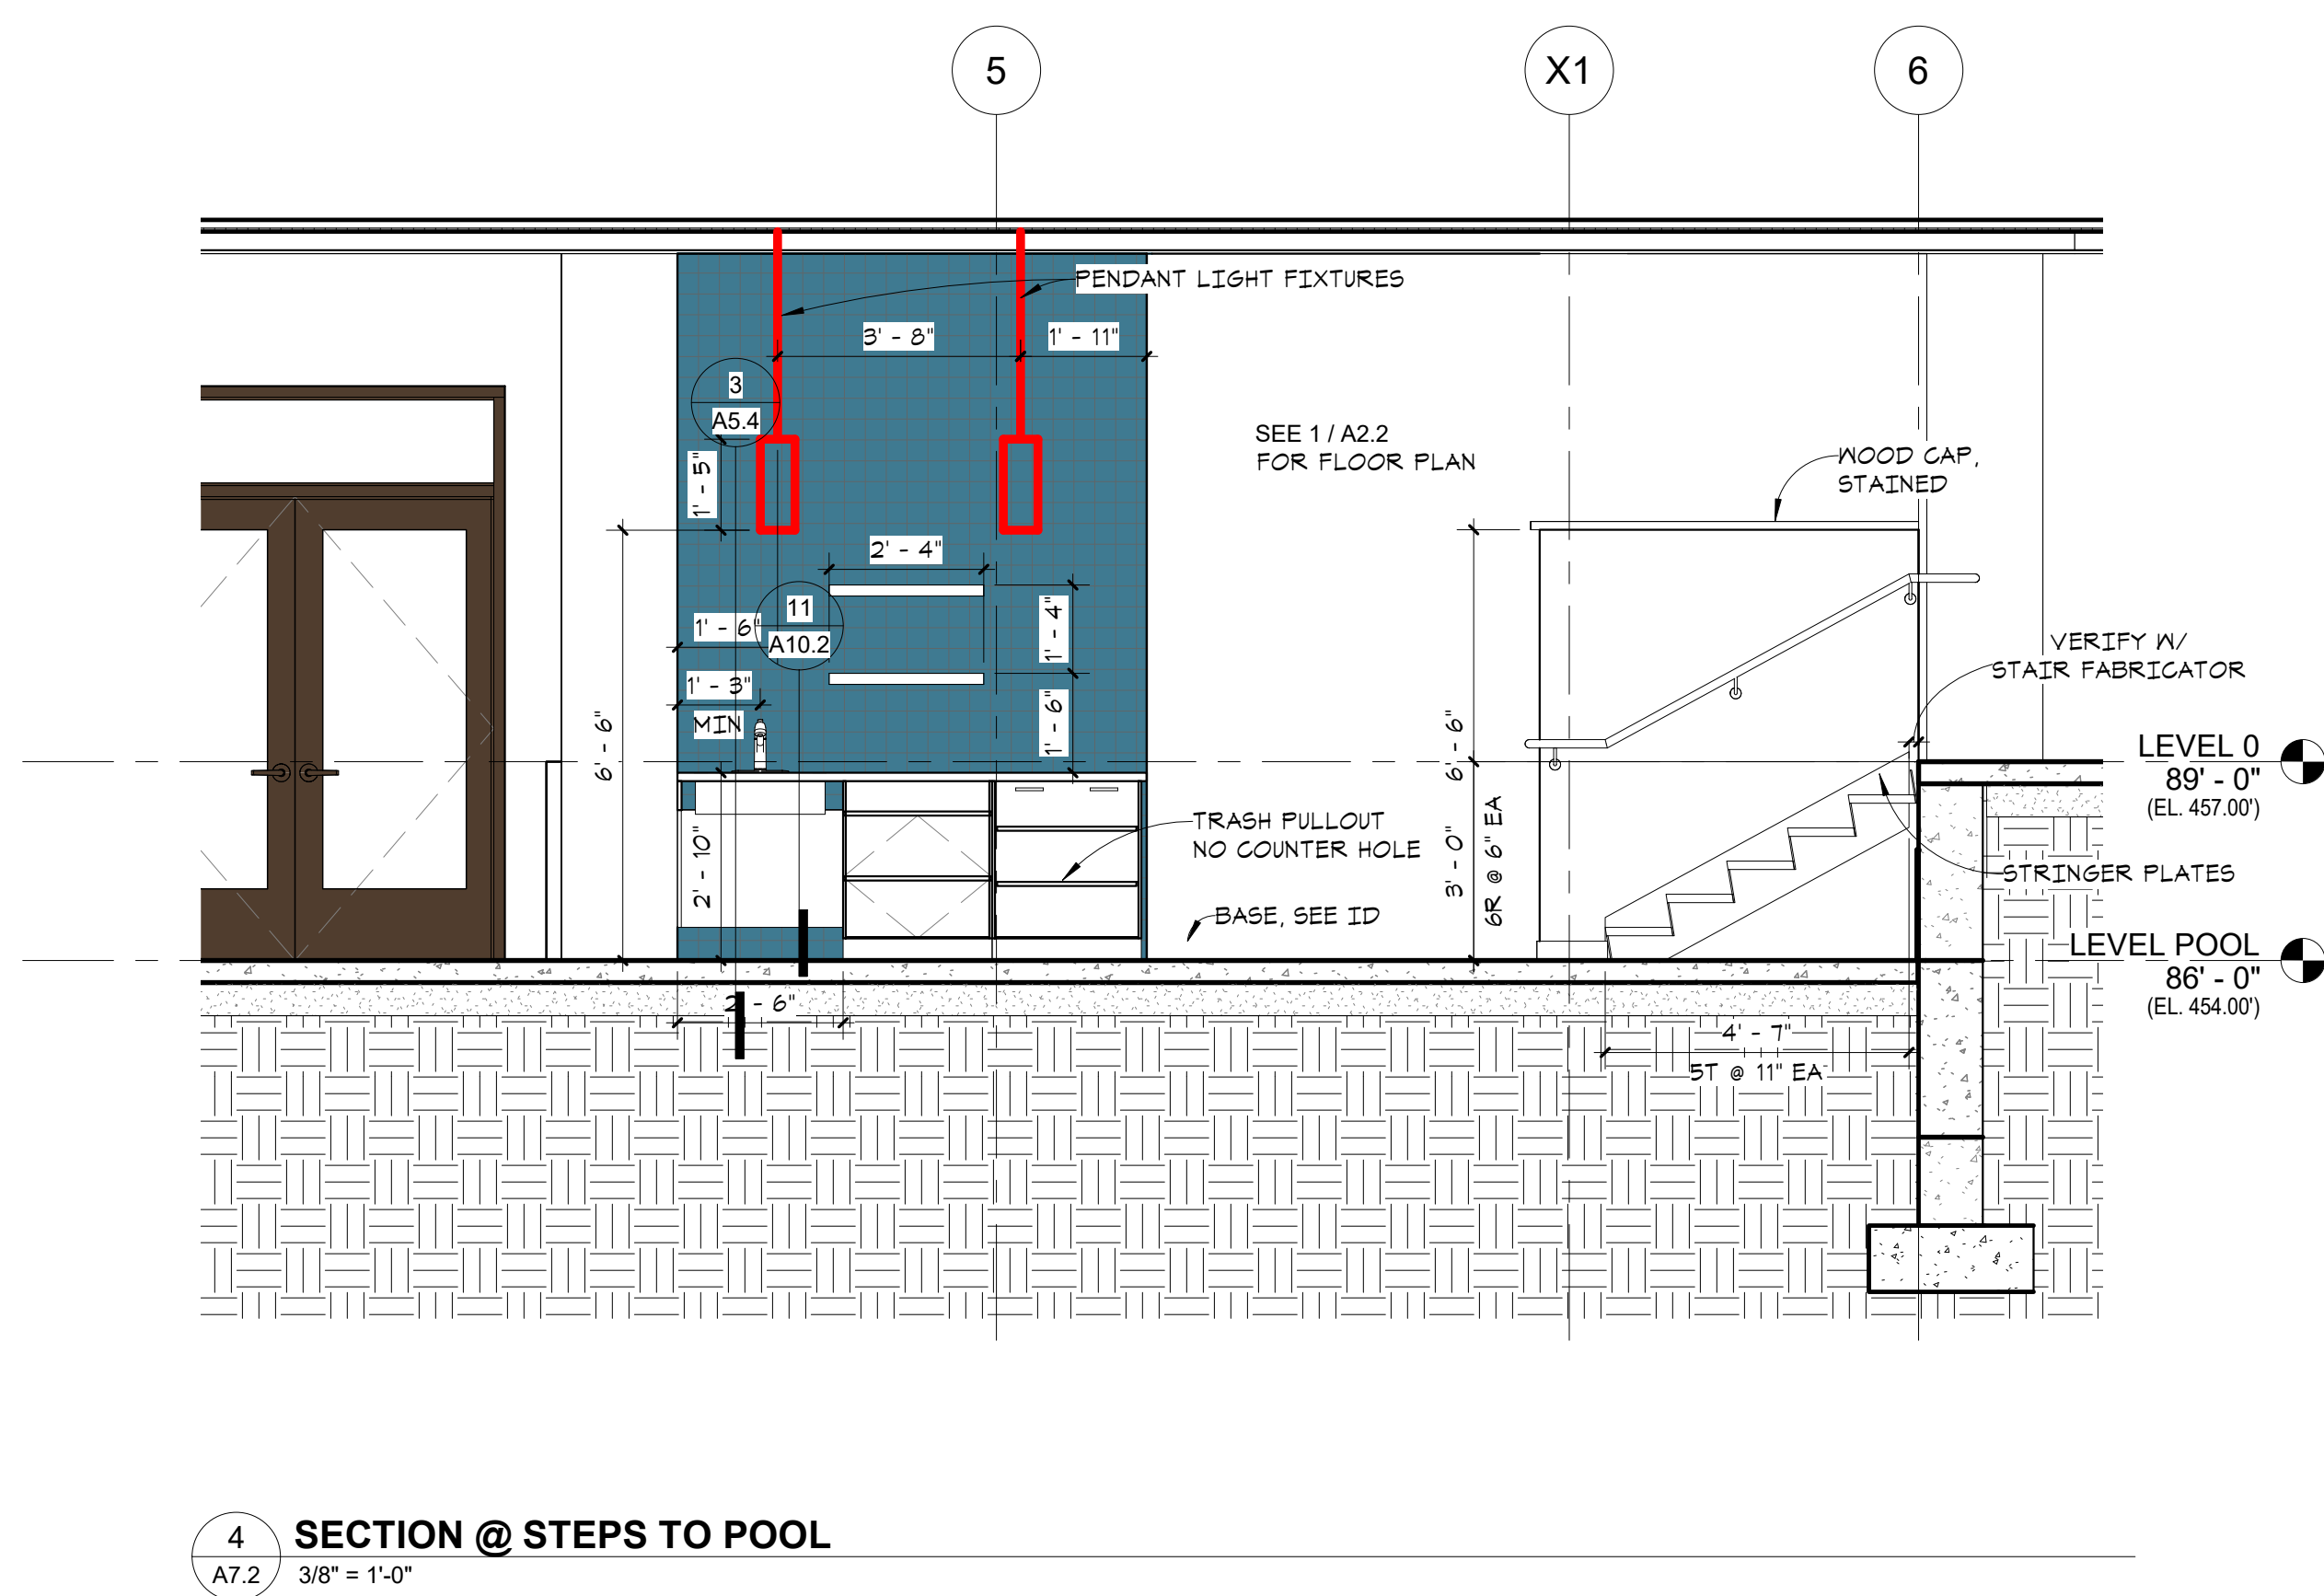 5
X1
6
PENDANT LIGHT FIXTURES
3' - 8"
1' - 11"
3
A5.4
SEE 1 / A2.2
FOR FLOOR PLAN
WOOD CAP,
STAINED
1' - 5"
2' - 4"
11
A10.2
1' - 6"
1' - 4"
1' - 3"
MIN
1' - 6"
6' - 6"
6' - 6"
VERIFY W/
STAIR FABRICATOR
LEVEL 0
89' - 0"
(EL. 457.00')
2' - 10"
TRASH PULLOUT
NO COUNTER HOLE
3' - 0"
6R @ 6" EA
STRINGER PLATES
BASE, SEE ID
LEVEL POOL
86' - 0"
(EL. 454.00')
2' - 6"
4' - 7"
5T @ 11" EA
4
A7.2
SECTION @ STEPS TO POOL
3/8" = 1'-0"